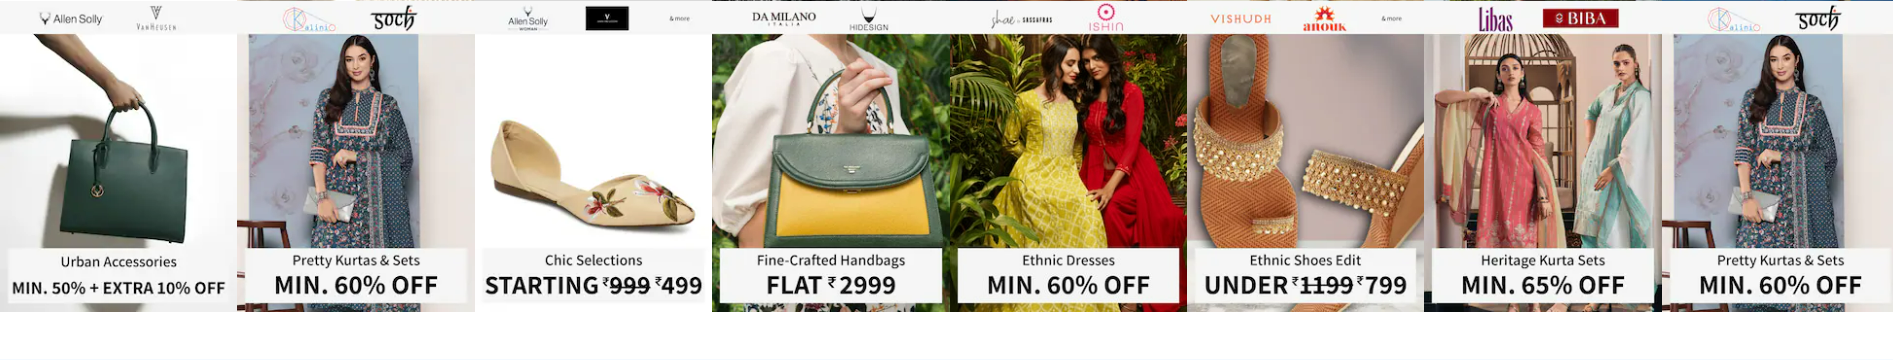 Allen Solly
VAN HEUSEN
Urban Accessories
MIN. 50% + EXTRA 10% OFF
Kalini
SOCH
Pretty Kurtas & Sets
MIN. 60% OFF
Allen Solly
WOMAN
& more
Chic Selections
STARTING ₹999 ₹499
DA MILANO
ITALIA
HIDESIGN
Fine-Crafted Handbags
FLAT ₹2999
shae by SASSAFRAS
ISHIN
Ethnic Dresses
MIN. 60% OFF
VISHUDH
anouk
& more
Ethnic Shoes Edit
UNDER ₹1199 ₹799
Libas
BIBA
Heritage Kurta Sets
MIN. 65% OFF
Kalini
SOCH
Pretty Kurtas & Sets
MIN. 60% OFF